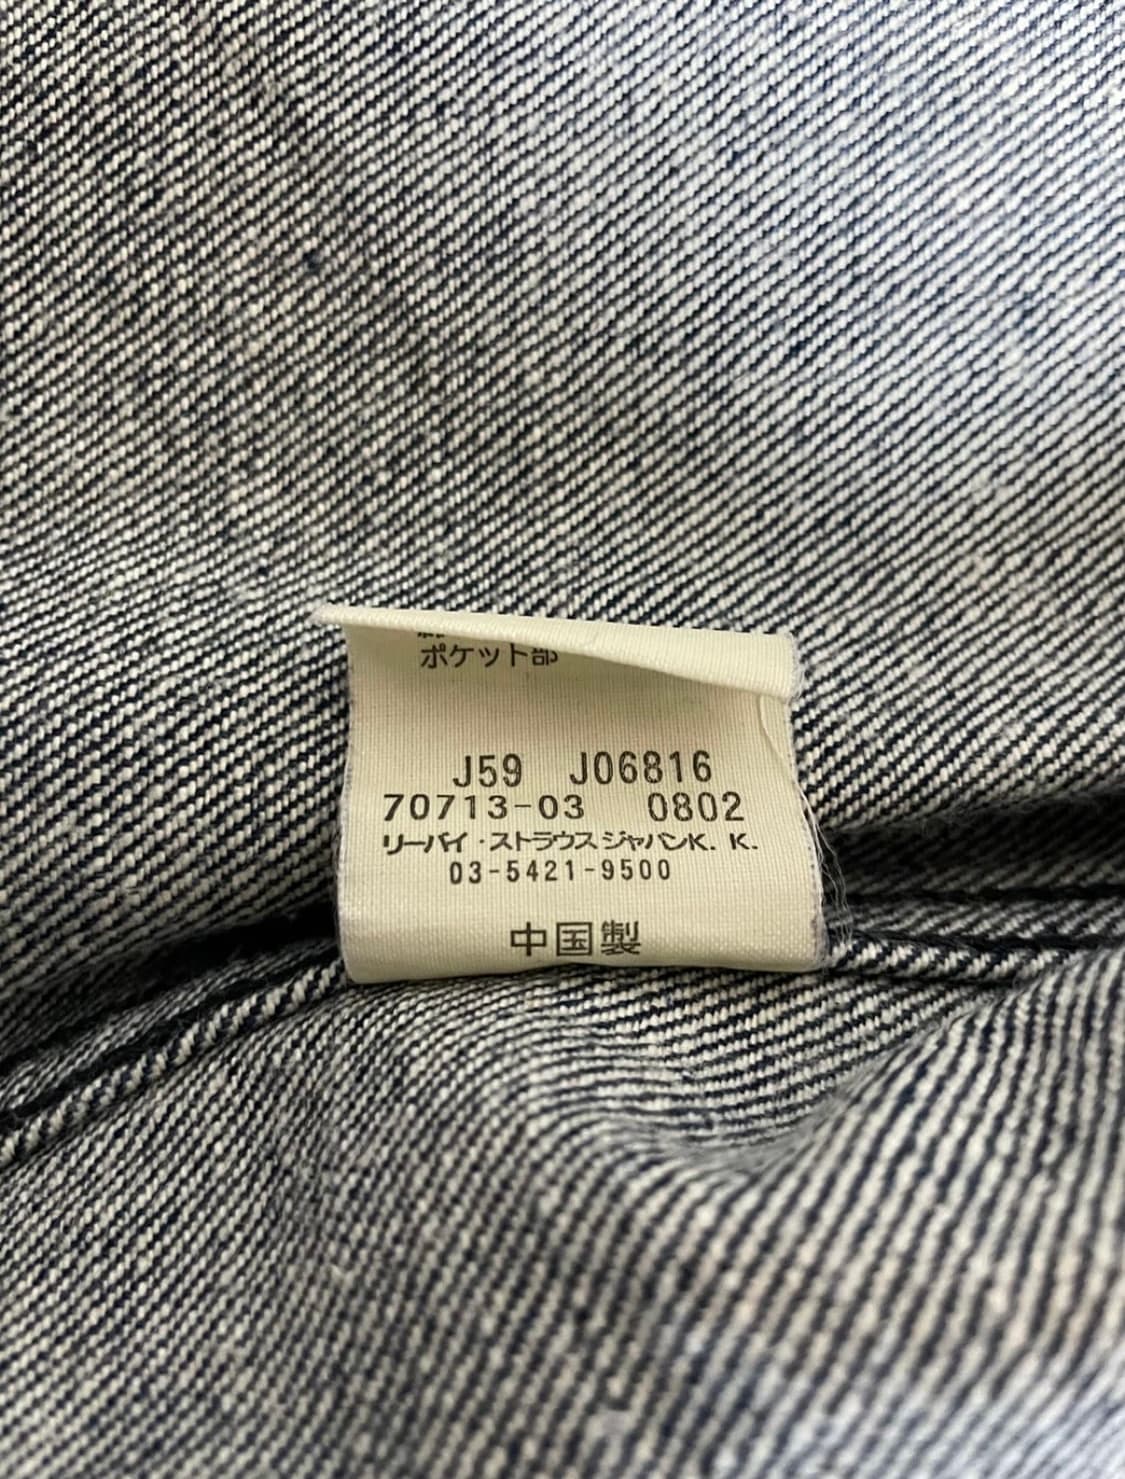 ポケット部
J59 J06816
70713-03 0802
リーバイ・ストラウス ジャパンK. K.
03-5421-9500
中国製